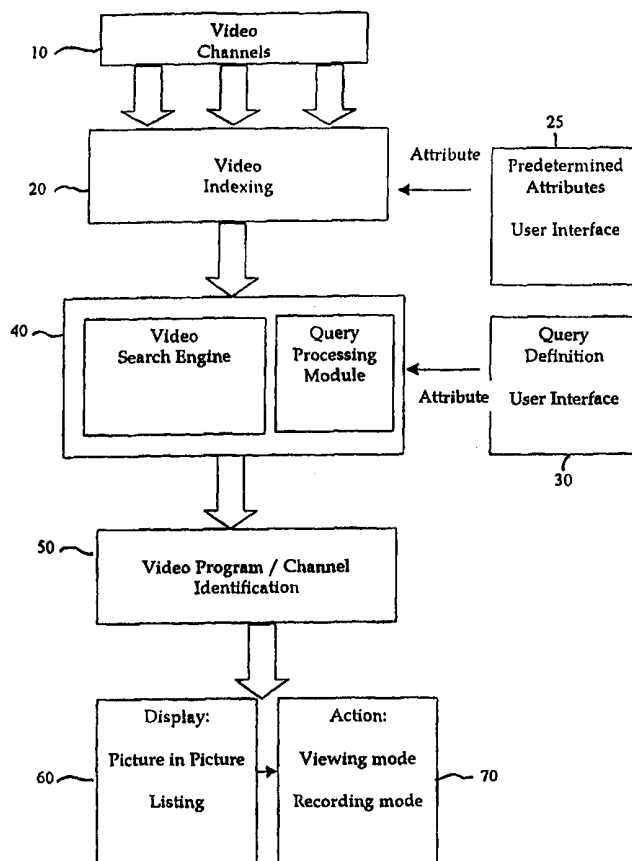 10
Video
Channels
25
Attribute
Predetermined
Attributes
User Interface
20
Video
Indexing
40
Video
Search Engine
Query
Processing
Module
Attribute
Query
Definition
User Interface
30
50
Video Program / Channel
Identification
60
Display:
Picture in Picture
Listing
Action:
Viewing mode
Recording mode
70